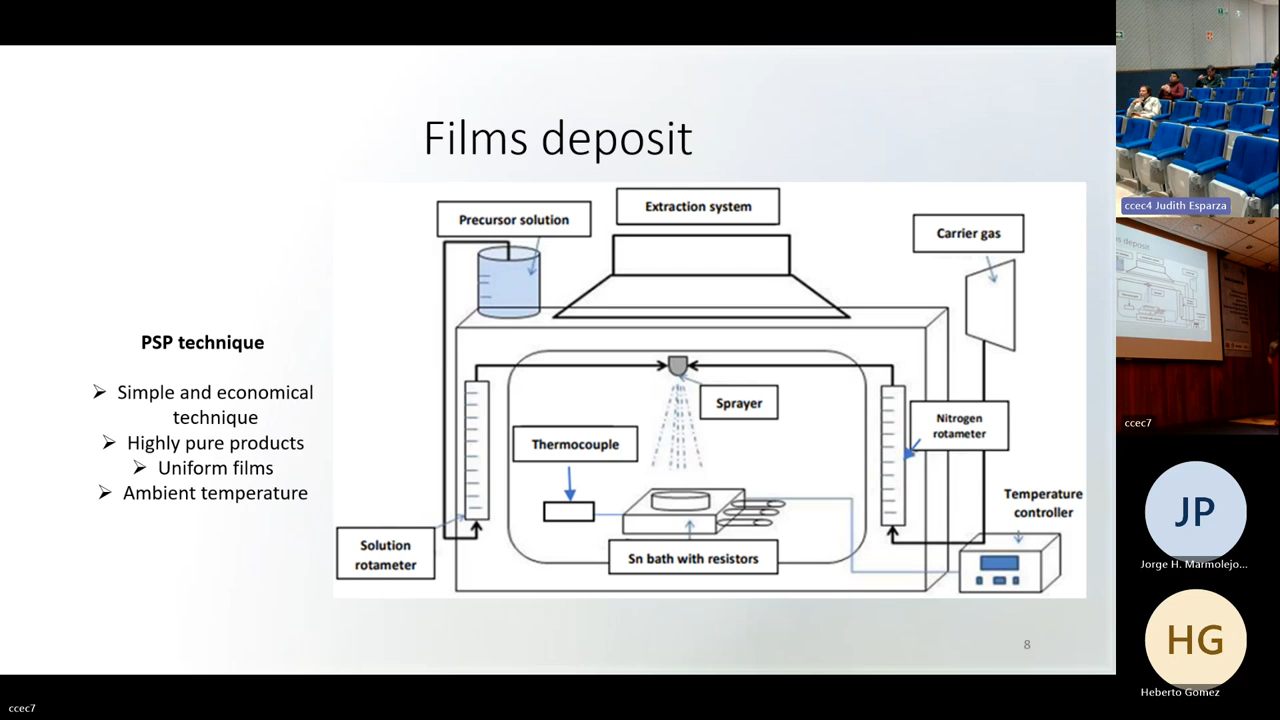 Films deposit
Precursor solution
Extraction system
Carrier gas
PSP technique
➢ Simple and economical
technique
➢ Highly pure products
➢ Uniform films
➢ Ambient temperature
Sprayer
Nitrogen
rotameter
Thermocouple
Temperature
controller
Solution
rotameter
Sn bath with resistors
8
ccec7
ccec4 Judith Esparza
ccec7
JP
Jorge H. Marmolejo...
HG
Heberto Gomez